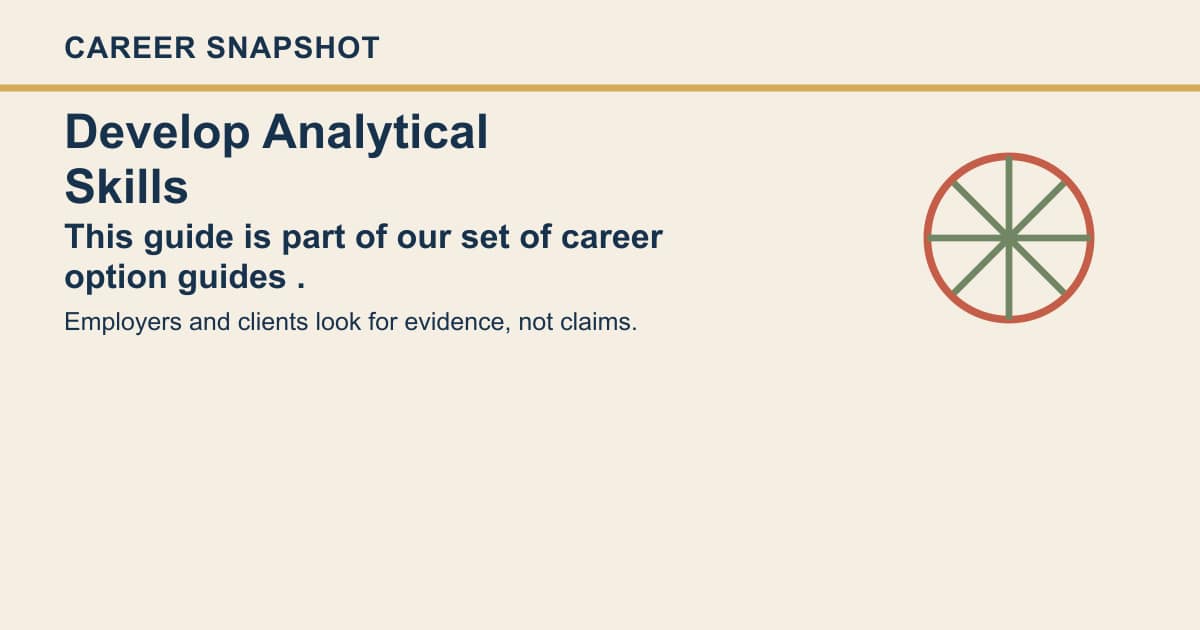 CAREER SNAPSHOT
Develop Analytical
Skills
This guide is part of our set of career
option guides .
Employers and clients look for evidence, not claims.